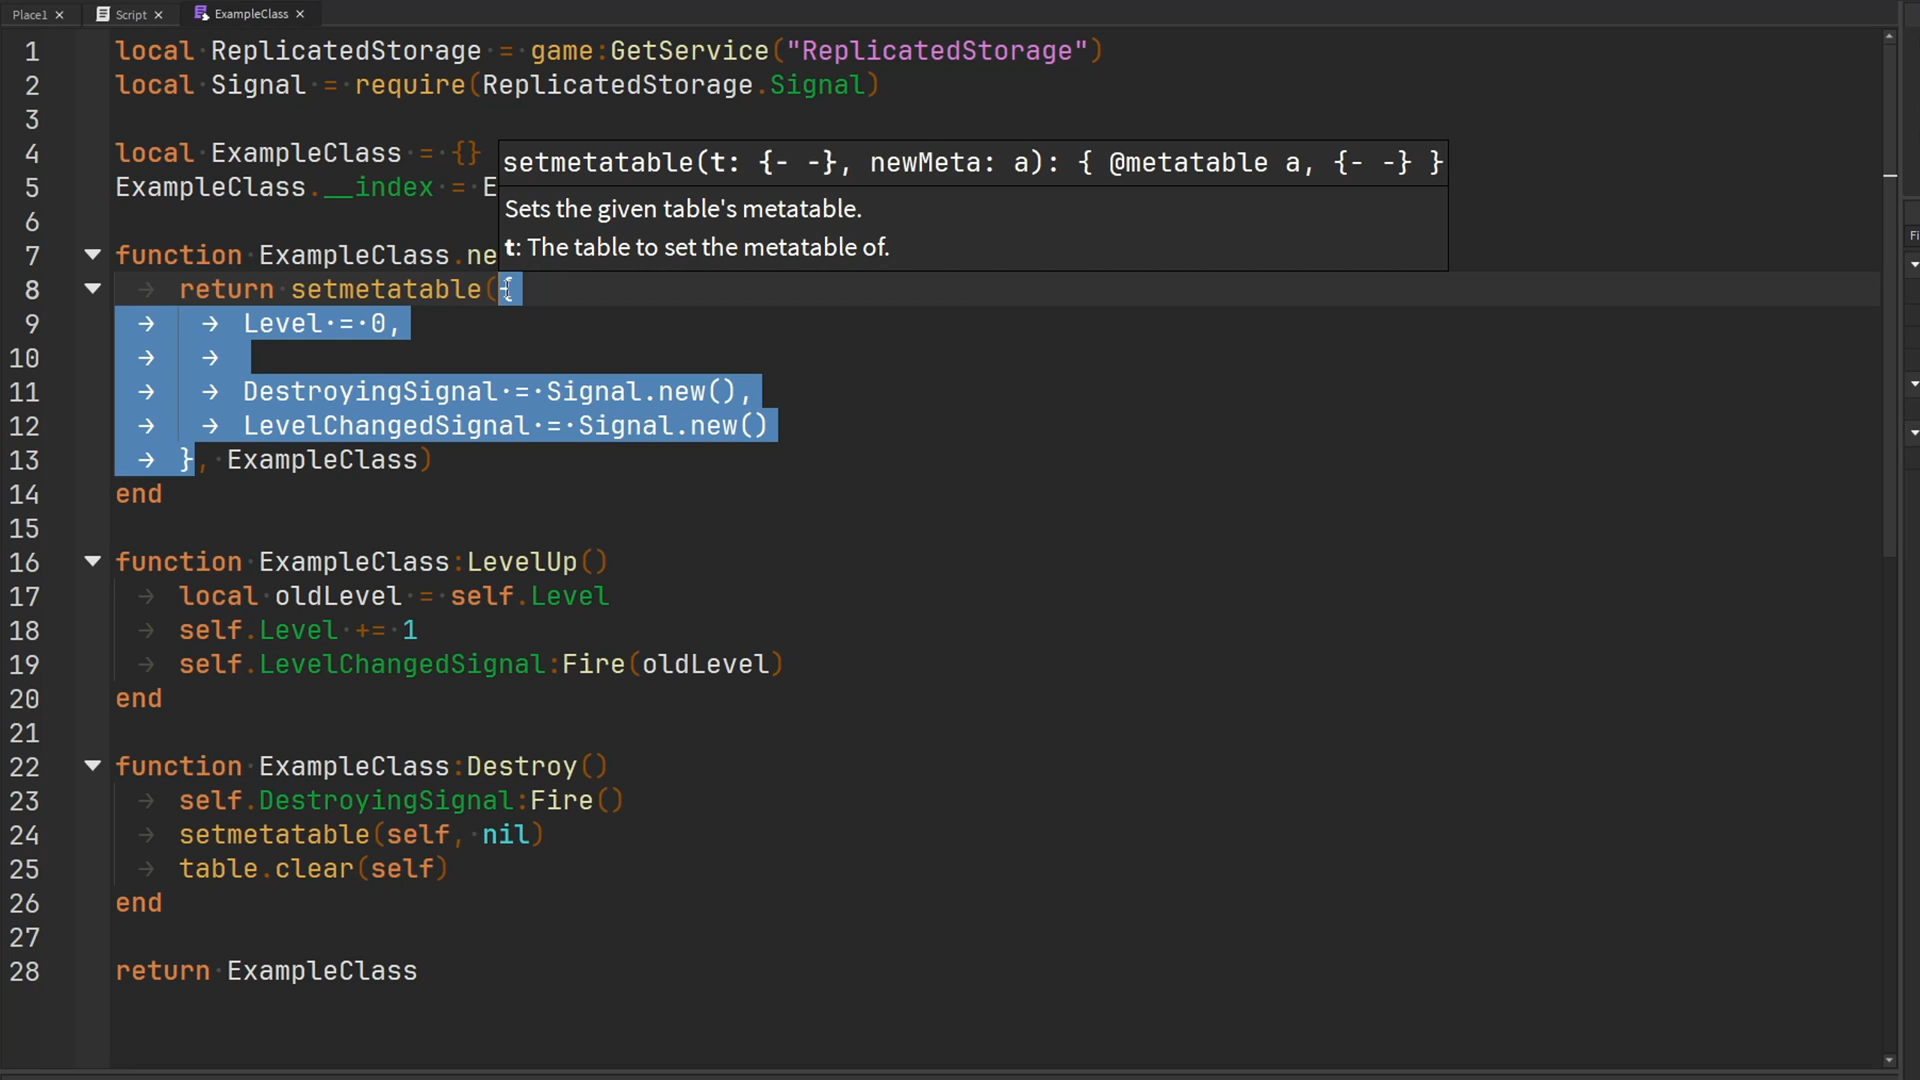 Place1 × Script × ExampleClass ×
1 local ReplicatedStorage = game:GetService("ReplicatedStorage")
2 local Signal = require(ReplicatedStorage.Signal)
3
4 local ExampleClass = {}
setmetatable(t: {- -}, newMeta: a): { @metatable a, {- -} }
5 ExampleClass.__index = E
Sets the given table's metatable.
6
t: The table to set the metatable of.
7 function ExampleClass.ne
8 return setmetatable({
9 Level = 0,
10
11 DestroyingSignal = Signal.new(),
12 LevelChangedSignal = Signal.new()
13 }, ExampleClass)
14 end
15
16 function ExampleClass:LevelUp()
17 local oldLevel = self.Level
18 self.Level += 1
19 self.LevelChangedSignal:Fire(oldLevel)
20 end
21
22 function ExampleClass:Destroy()
23 self.DestroyingSignal:Fire()
24 setmetatable(self, nil)
25 table.clear(self)
26 end
27
28 return ExampleClass
Fi